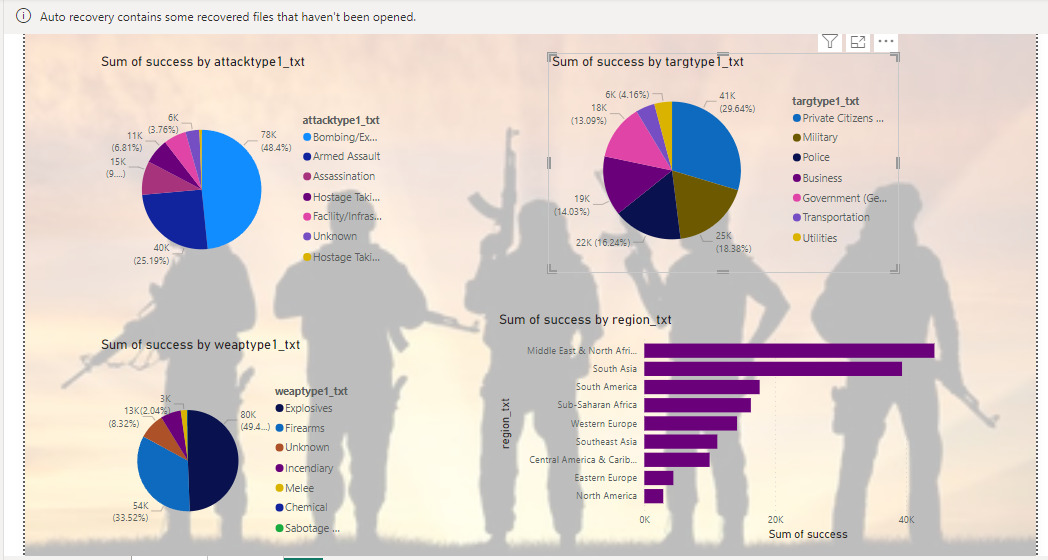 Auto recovery contains some recovered files that haven't been opened.
Sum of success by attacktype1_txt
6K
(3.76%)
11K
(6.81%)
15K
(9....)
78K
(48.4%)
40K
(25.19%)
attacktype1_txt
Bombing/Ex...
Armed Assault
Assassination
Hostage Taki...
Facility/Infras...
Unknown
Hostage Taki...
Sum of success by targtype1_txt
6K (4.16%)
18K
(13.09%)
41K
(29.64%)
19K
(14.03%)
22K (16.24%)
25K
(18.38%)
targtype1_txt
Private Citizens ...
Military
Police
Business
Government (Ge...
Transportation
Utilities
Sum of success by weaptype1_txt
3K
13K(2.04%)
(8.32%)
80K
(49.4...)
54K
(33.52%)
weaptype1_txt
Explosives
Firearms
Unknown
Incendiary
Melee
Chemical
Sabotage ...
Sum of success by region_txt
region_txt
Middle East & North Afri...
South Asia
South America
Sub-Saharan Africa
Western Europe
Southeast Asia
Central America & Carib...
Eastern Europe
North America
0K 20K 40K
Sum of success